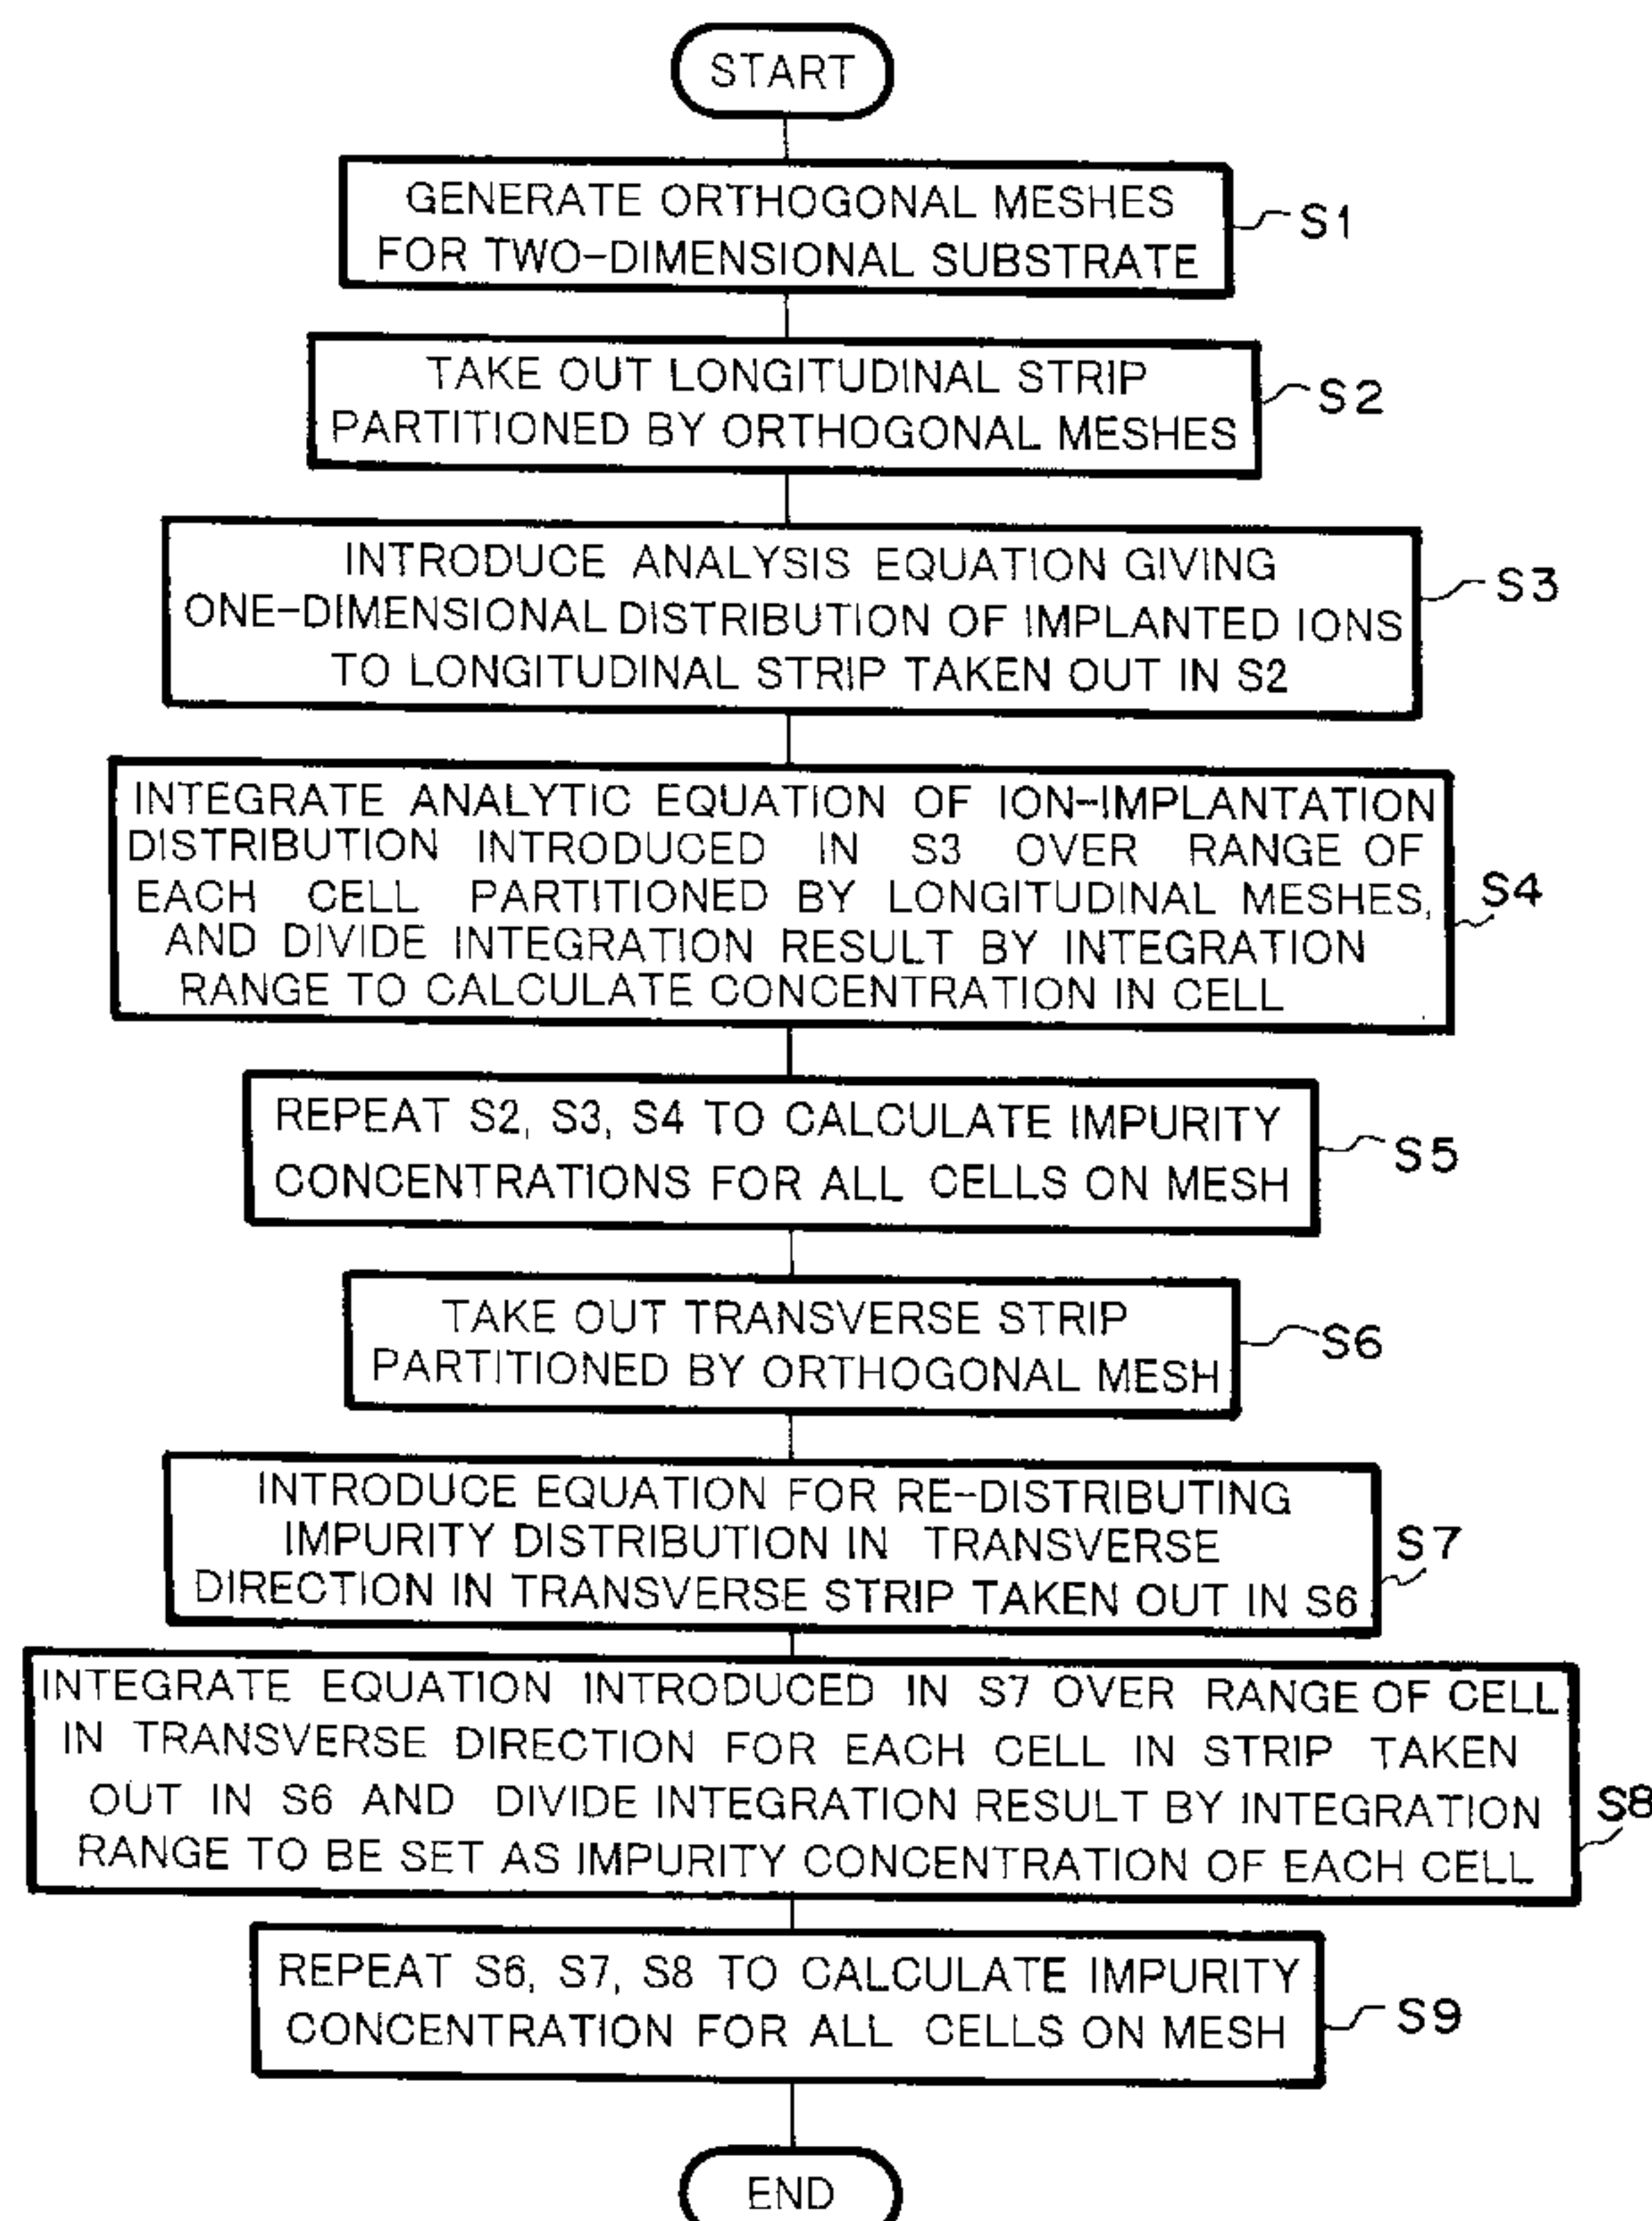 START
GENERATE ORTHOGONAL MESHES
FOR TWO-DIMENSIONAL SUBSTRATE
S1
TAKE OUT LONGITUDINAL STRIP
PARTITIONED BY ORTHOGONAL MESHES
S2
INTRODUCE ANALYSIS EQUATION GIVING
ONE-DIMENSIONAL DISTRIBUTION OF IMPLANTED IONS
TO LONGITUDINAL STRIP TAKEN OUT IN S2
S3
INTEGRATE ANALYTIC EQUATION OF ION-IMPLANTATION
DISTRIBUTION INTRODUCED IN S3 OVER RANGE OF
EACH CELL PARTITIONED BY LONGITUDINAL MESHES,
AND DIVIDE INTEGRATION RESULT BY INTEGRATION
RANGE TO CALCULATE CONCENTRATION IN CELL
S4
REPEAT S2, S3, S4 TO CALCULATE IMPURITY
CONCENTRATIONS FOR ALL CELLS ON MESH
S5
TAKE OUT TRANSVERSE STRIP
PARTITIONED BY ORTHOGONAL MESH
S6
INTRODUCE EQUATION FOR RE-DISTRIBUTING
IMPURITY DISTRIBUTION IN TRANSVERSE
DIRECTION IN TRANSVERSE STRIP TAKEN OUT IN S6
S7
INTEGRATE EQUATION INTRODUCED IN S7 OVER RANGE OF CELL
IN TRANSVERSE DIRECTION FOR EACH CELL IN STRIP TAKEN
OUT IN S6 AND DIVIDE INTEGRATION RESULT BY INTEGRATION
RANGE TO BE SET AS IMPURITY CONCENTRATION OF EACH CELL
S8
REPEAT S6, S7, S8 TO CALCULATE IMPURITY
CONCENTRATION FOR ALL CELLS ON MESH
S9
END